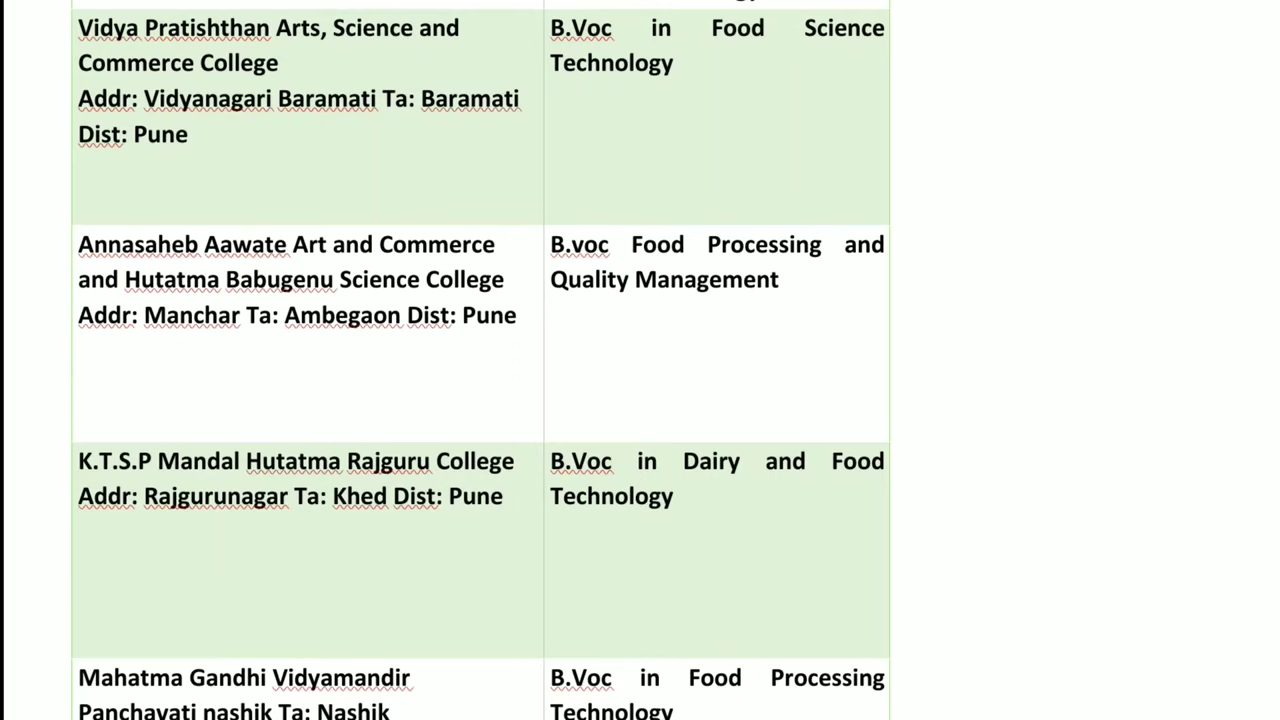 Vidya Pratishthan Arts, Science and
Commerce College
Addr: Vidyanagari Baramati Ta: Baramati
Dist: Pune
B.Voc in Food Science
Technology
Annasaheb Aawate Art and Commerce
and Hutatma Babugenu Science College
Addr: Manchar Ta: Ambegaon Dist: Pune
B.voc Food Processing and
Quality Management
K.T.S.P Mandal Hutatma Rajguru College
Addr: Rajgurunagar Ta: Khed Dist: Pune
B.Voc in Dairy and Food
Technology
Mahatma Gandhi Vidyamandir
Panchavati nashik Ta: Nashik
B.Voc in Food Processing
Technology